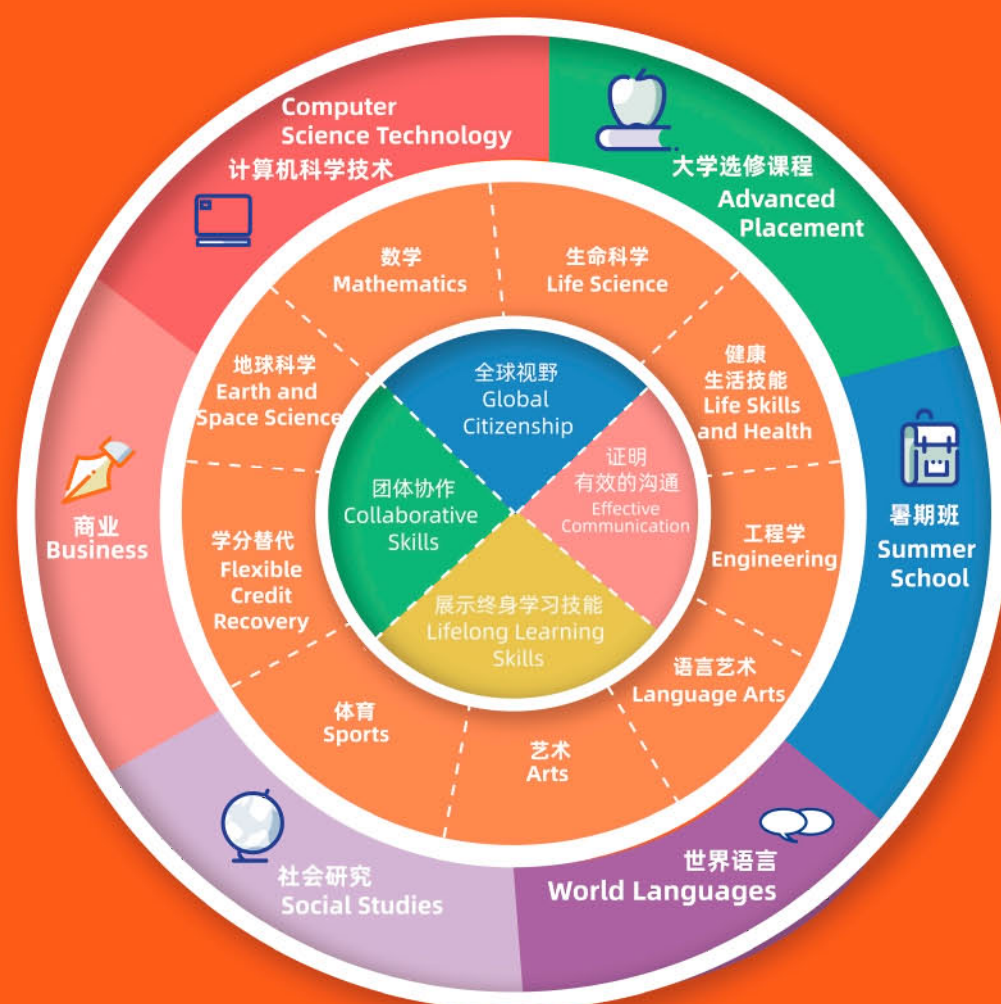 Computer
Science Technology
计算机科学技术
大学选修课程
Advanced
Placement
暑期班
Summer
School
世界语言
World Languages
社会研究
Social Studies
商业
Business
数学
Mathematics
生命科学
Life Science
健康
生活技能
Life Skills
and Health
工程学
Engineering
语言艺术
Language Arts
艺术
Arts
体育
Sports
学分替代
Flexible
Credit
Recovery
地球科学
Earth and
Space Science
全球视野
Global
Citizenship
证明
有效的沟通
Effective
Communication
展示终身学习技能
Lifelong Learning
Skills
团体协作
Collaborative
Skills